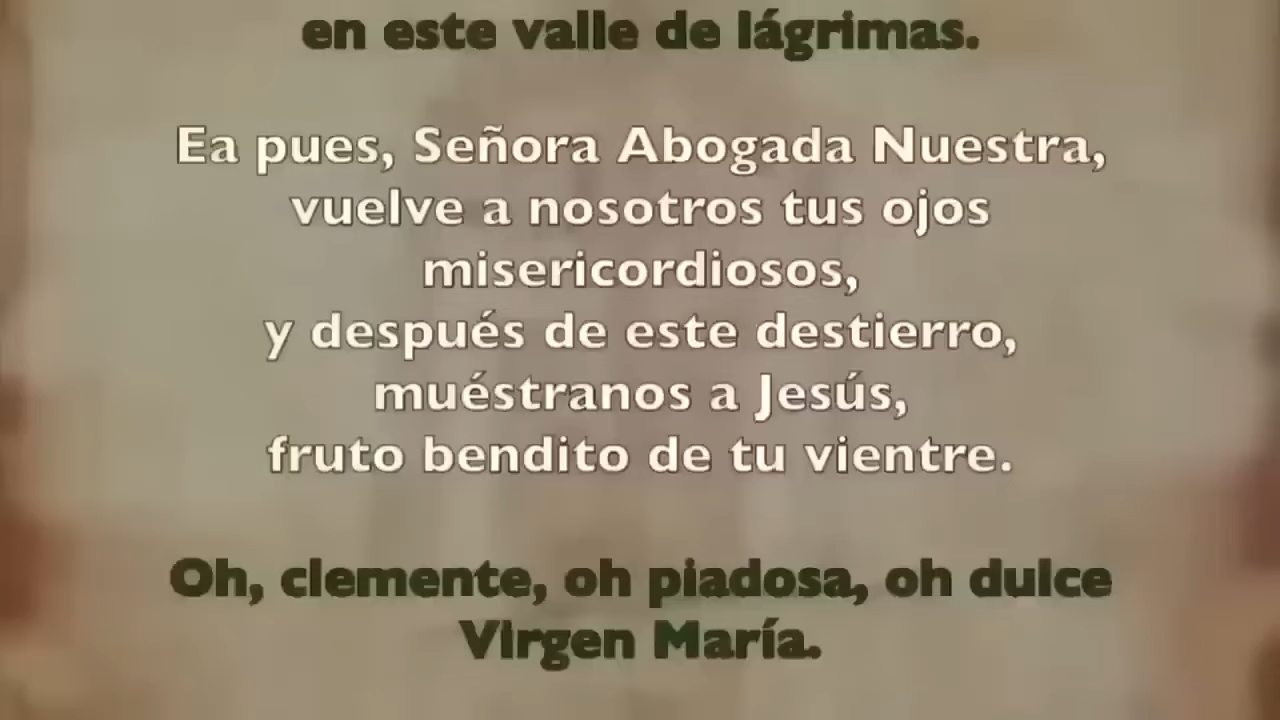 en este valle de lágrimas.
Ea pues, Señora Abogada Nuestra,
vuelve a nosotros tus ojos
misericordiosos,
y después de este destierro,
muéstranos a Jesús,
fruto bendito de tu vientre.
Oh, clemente, oh piadosa, oh dulce
Virgen María.